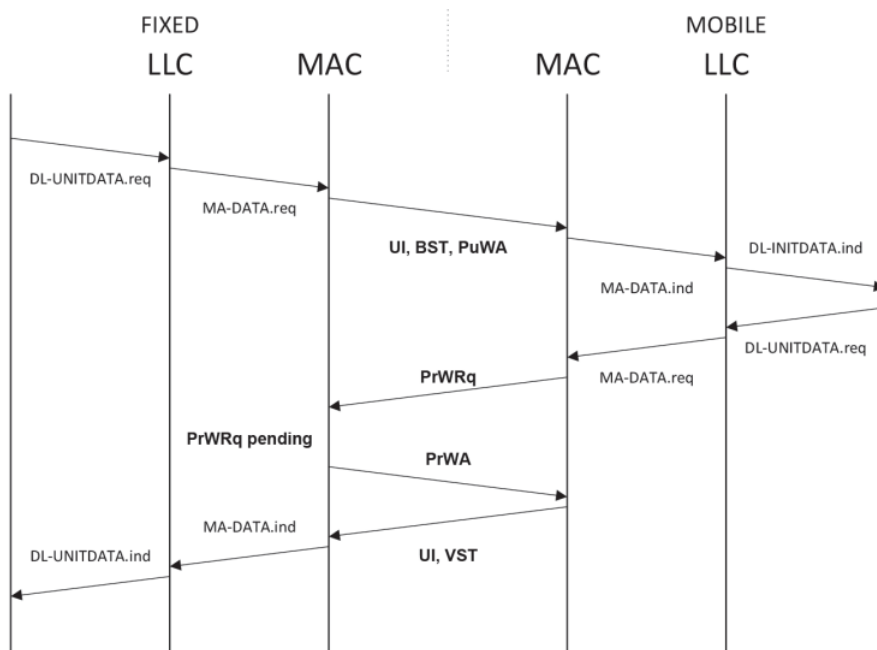 FIXED
MOBILE
LLC
MAC
MAC
LLC
DL-UNITDATA.req
MA-DATA.req
UI, BST, PuWA
DL-INITDATA.ind
MA-DATA.ind
DL-UNITDATA.req
PrWRq
MA-DATA.req
PrWRq pending
PrWA
MA-DATA.ind
DL-UNITDATA.ind
UI, VST